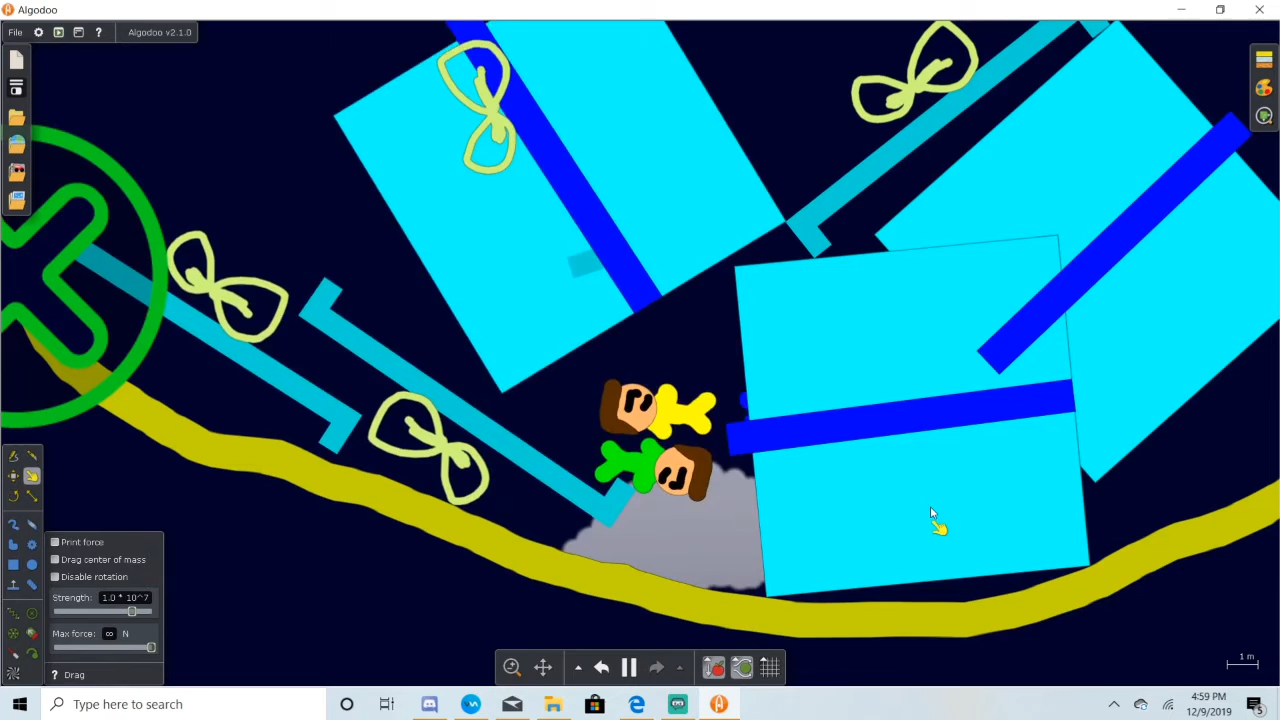 Algodoo
File ? Algodoo v2.1.0
Print force
Drag center of mass
Disable rotation
Strength: 1.0 * 10^7
Max force: ∞ N
? Drag
1 m
Type here to search
4:59 PM
12/9/2019
5